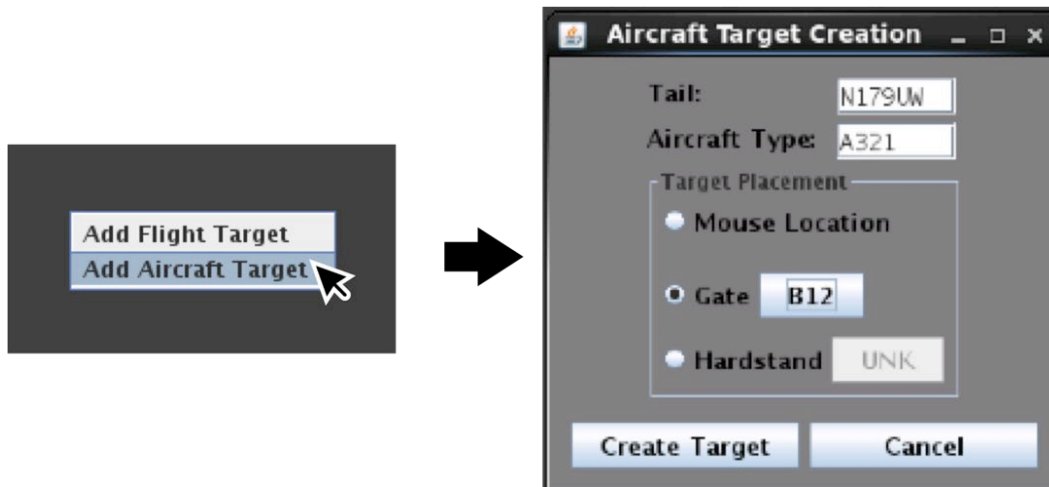 Add Flight Target
Add Aircraft Target
Aircraft Target Creation
Tail: N179UW
Aircraft Type: A321
Target Placement
Mouse Location
Gate B12
Hardstand UNK
Create Target Cancel